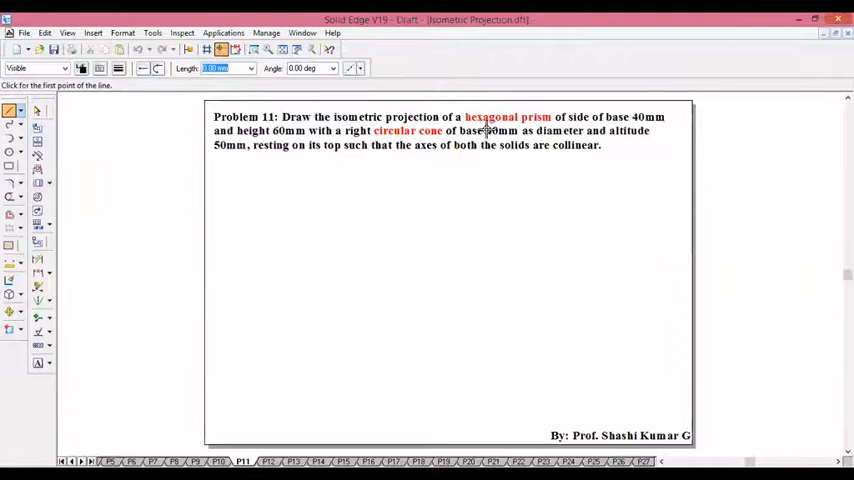 Solid Edge V19 - Draft - [Isometric Projection.dft]
File Edit View Insert Format Tools Inspect Manage Window Help
Visible Length: 0.00 mm Angle: 0.00 deg
Click for the first point of the line.
Problem 11: Draw the isometric projection of a hexagonal prism of side of base 40mm
and height 60mm with a right circular cone of base as diameter and altitude
50mm, resting on its top such that the axes of both the solids are collinear.
By: Prof. Shashi Kumar G
P5 P6 P7 P8 P9 P10 P11 P12 P13 P14 P15 P16 P17 P18 P19 P20 P21 P22 P23 P24 P25 P26 P27